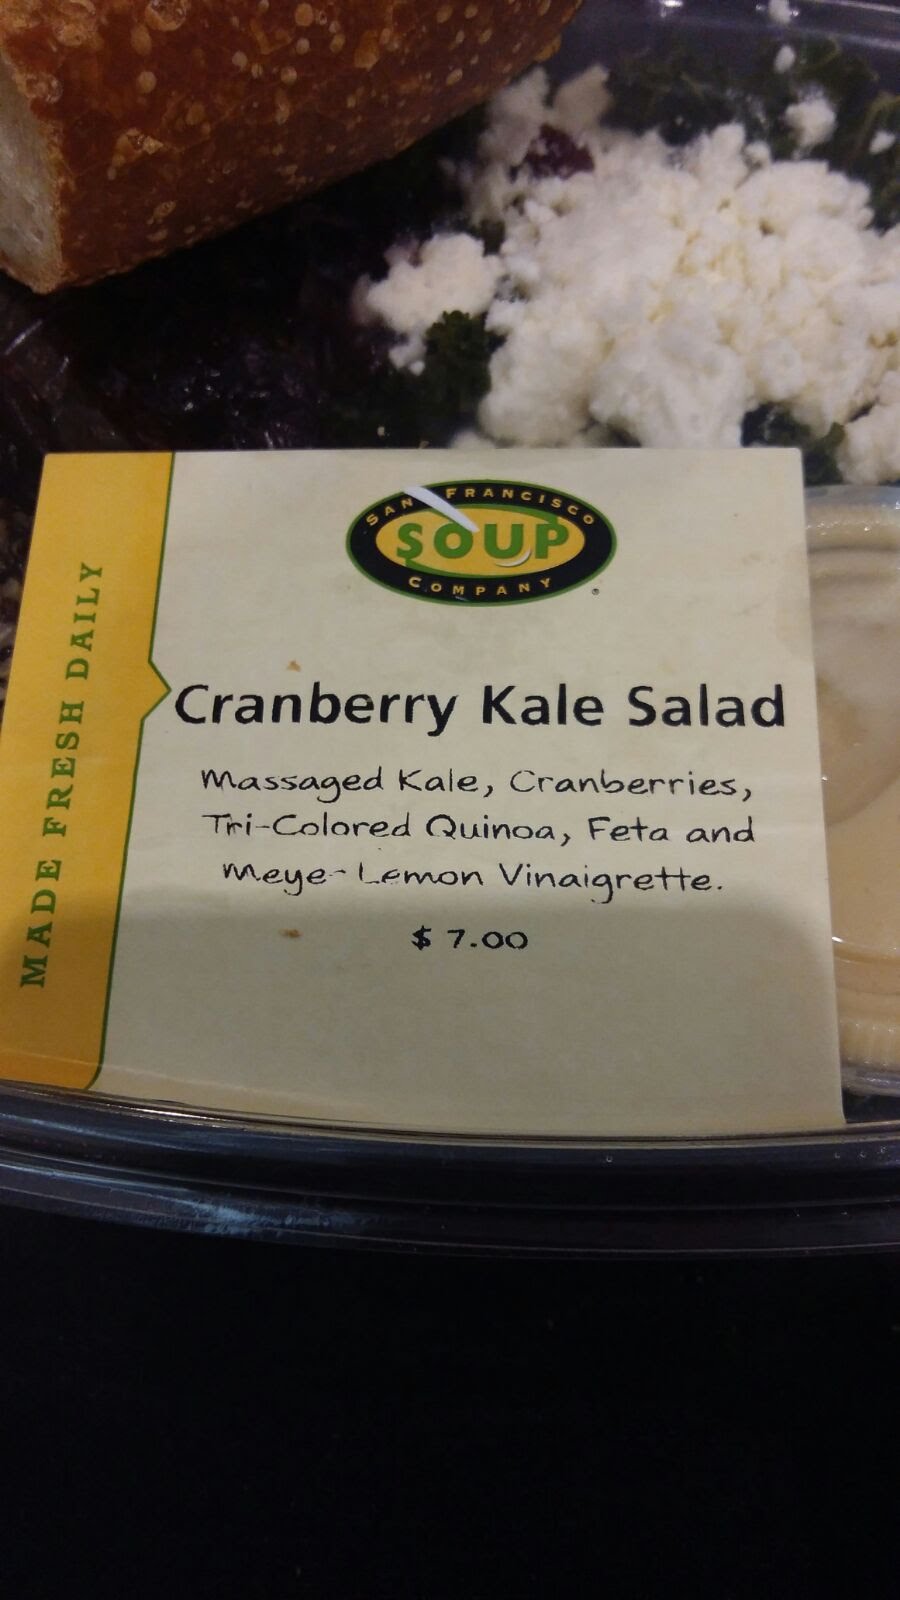 SAN FRANCISCO
SOUP
COMPANY
MADE FRESH DAILY
Cranberry Kale Salad
Massaged Kale, Cranberries,
Tri-Colored Quinoa, Feta and
Meyer Lemon Vinaigrette.
$ 7.00